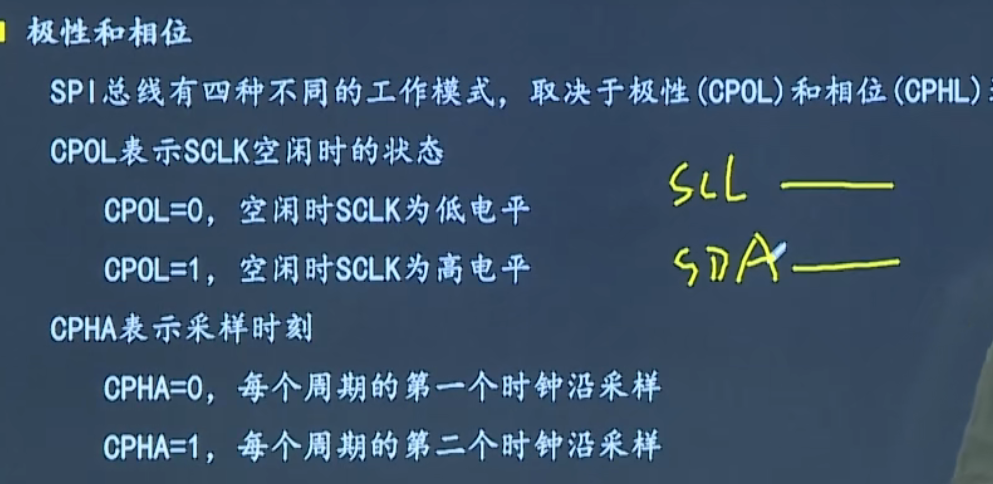 极性和相位
SPI总线有四种不同的工作模式，取决于极性(CPOL)和相位(CPHL)
CPOL表示SCLK空闲时的状态
CPOL=0，空闲时SCLK为低电平
CPOL=1，空闲时SCLK为高电平
SCL
SDA
CPHA表示采样时刻
CPHA=0，每个周期的第一个时钟沿采样
CPHA=1，每个周期的第二个时钟沿采样